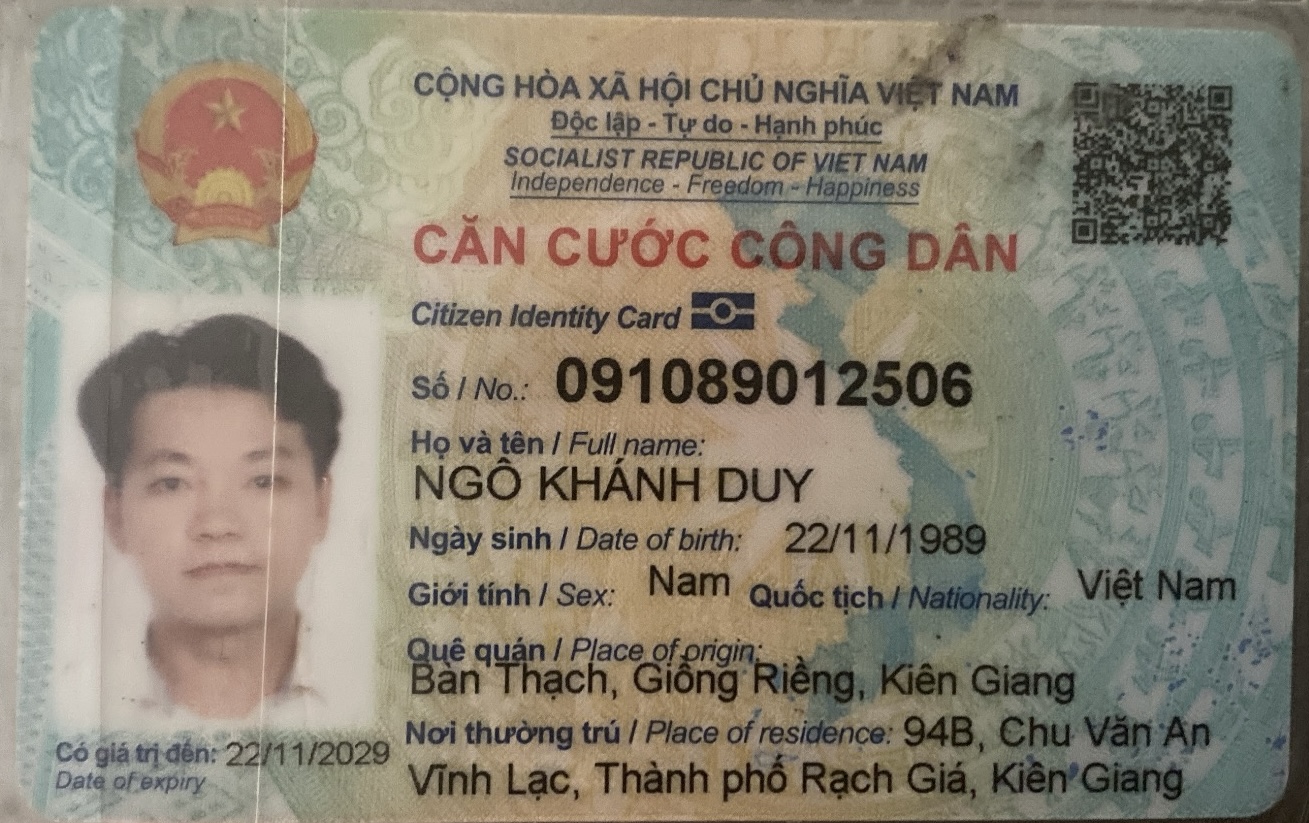 CỘNG HÒA XÃ HỘI CHỦ NGHĨA VIỆT NAM
Độc lập - Tự do - Hạnh phúc
SOCIALIST REPUBLIC OF VIET NAM
Independence - Freedom - Happiness
CĂN CƯỚC CÔNG DÂN
Citizen Identity Card
Số / No.: 091089012506
Họ và tên / Full name:
NGÔ KHÁNH DUY
Ngày sinh / Date of birth: 22/11/1989
Giới tính / Sex: Nam Quốc tịch / Nationality: Việt Nam
Quê quán / Place of origin:
Bàn Thạch, Giồng Riềng, Kiên Giang
Nơi thường trú / Place of residence: 94B, Chu Văn An
Vĩnh Lạc, Thành phố Rạch Giá, Kiên Giang
Có giá trị đến: 22/11/2029
Date of expiry